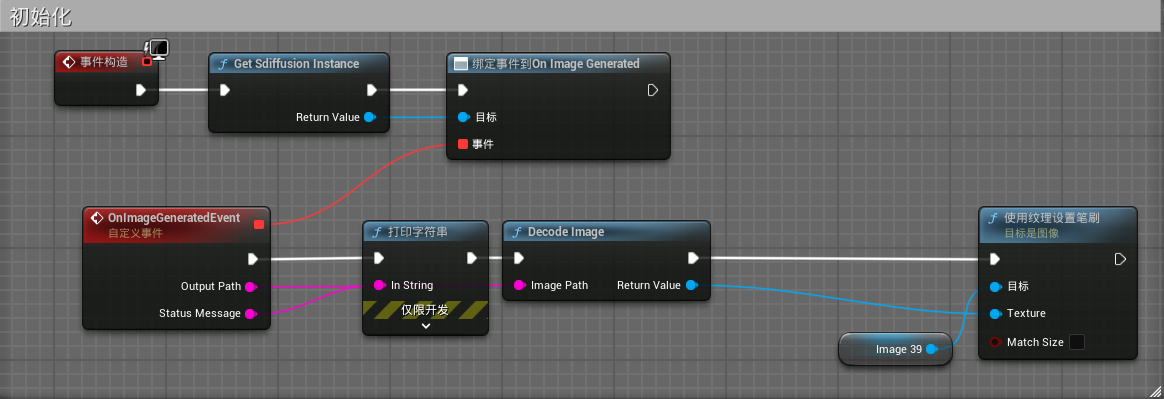 初始化
事件构造
Get Sdiffusion Instance
Return Value
绑定事件到On Image Generated
目标
事件
OnImageGeneratedEvent
自定义事件
Output Path
Status Message
打印字符串
In String
仅限开发
Decode Image
Image Path
Return Value
Image 39
使用纹理设置笔刷
目标是图像
目标
Texture
Match Size